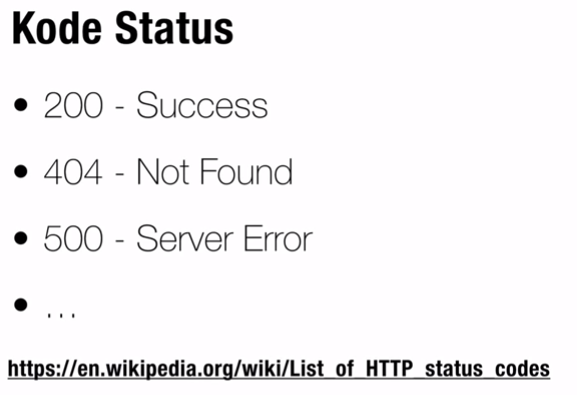 Kode Status
• 200 - Success
• 404 - Not Found
• 500 - Server Error
• ...
https://en.wikipedia.org/wiki/List_of_HTTP_status_codes